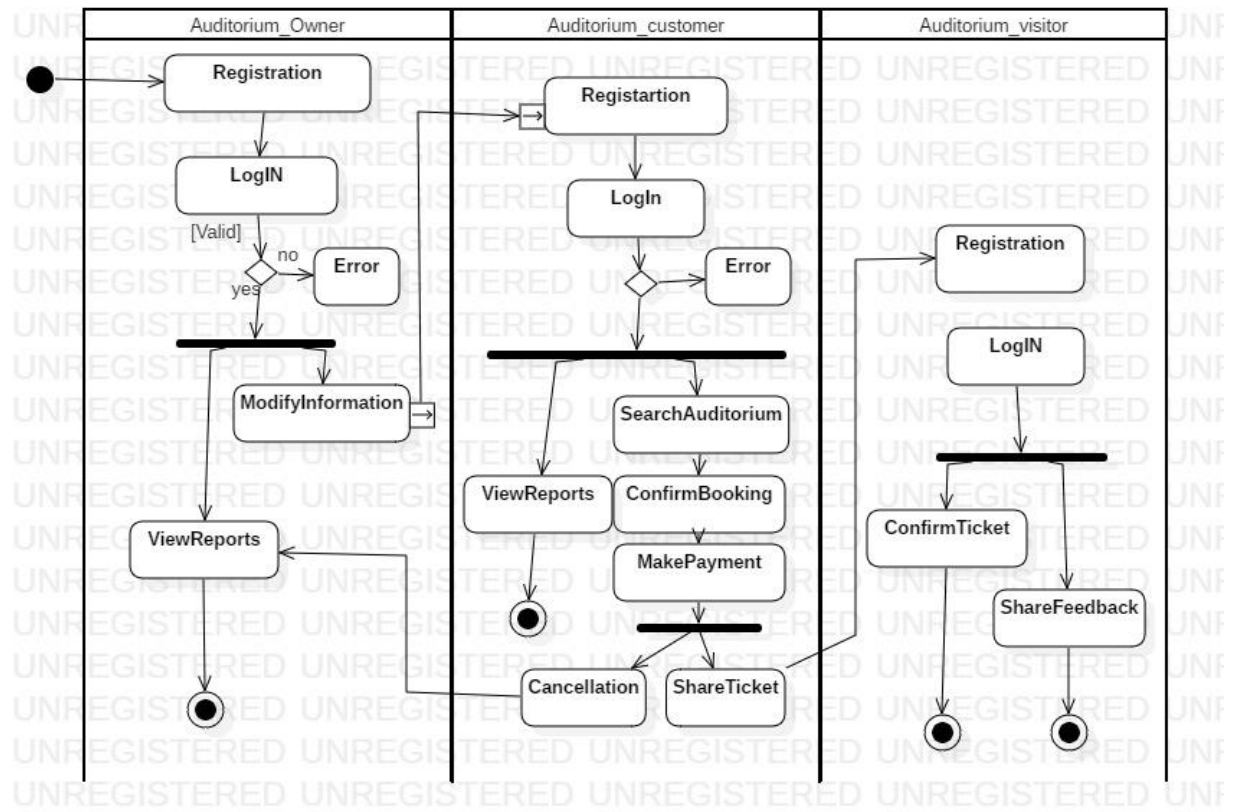 Auditorium_Owner
Auditorium_customer
Auditorium_visitor
Registration
LogIN
[Valid]
no
Error
yes
ModifyInformation
ViewReports
Registartion
LogIn
Error
SearchAuditorium
ViewReports
ConfirmBooking
MakePayment
Cancellation
ShareTicket
Registration
LogIN
ConfirmTicket
ShareFeedback
UNREGISTERED